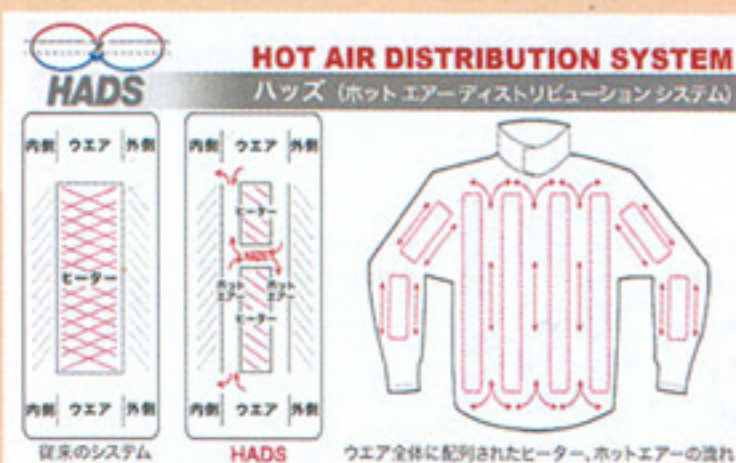 HOT AIR DISTRIBUTION SYSTEM
HADS
ハッズ (ホット エアー ディストリビューション システム)
内側 ウエア 外側
ヒーター
内側 ウエア 外側
従来のシステム
内側 ウエア 外側
ヒーター
HADS
ホット
エアー
ホット
エアー
ヒーター
内側 ウエア 外側
HADS
ウエア全体に配列されたヒーター、ホットエアーの流れ